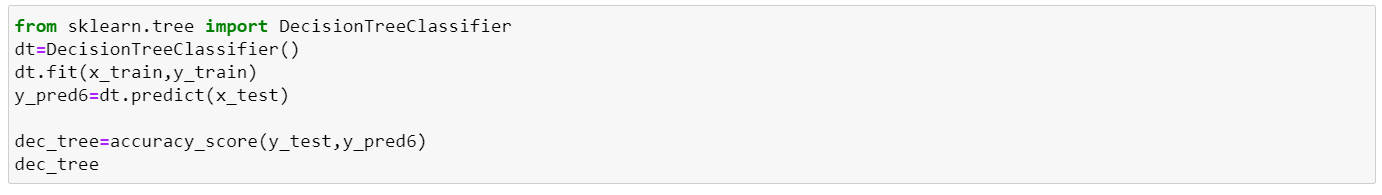 from sklearn.tree import DecisionTreeClassifier
dt=DecisionTreeClassifier()
dt.fit(x_train,y_train)
y_pred6=dt.predict(x_test)

dec_tree=accuracy_score(y_test,y_pred6)
dec_tree